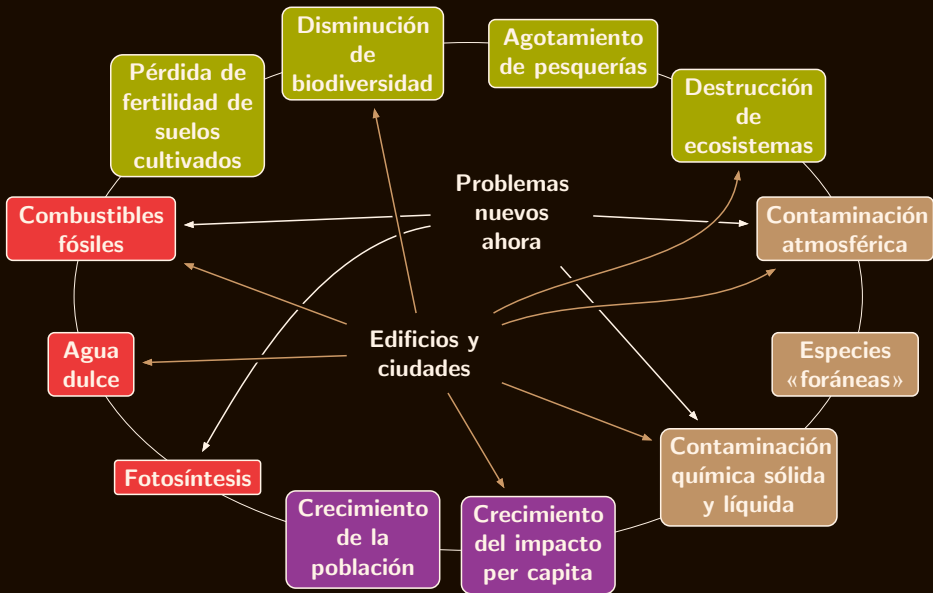 Disminución
de
biodiversidad
Agotamiento
de pesquerías
Destrucción
de
ecosistemas
Contaminación
atmosférica
Especies
«foráneas»
Contaminación
química sólida
y líquida
Crecimiento
del impacto
per capita
Crecimiento
de la
población
Fotosíntesis
Agua
dulce
Combustibles
fósiles
Pérdida de
fertilidad de
suelos
cultivados
Problemas
nuevos
ahora
Edificios y
ciudades